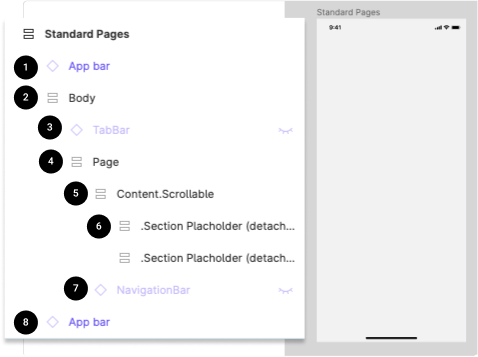 Standard Pages
Standard Pages
9:41
1 App bar
2 Body
3 TabBar
4 Page
5 Content.Scrollable
6 .Section Placholder (detach...
.Section Placholder (detach...
7 NavigationBar
8 App bar